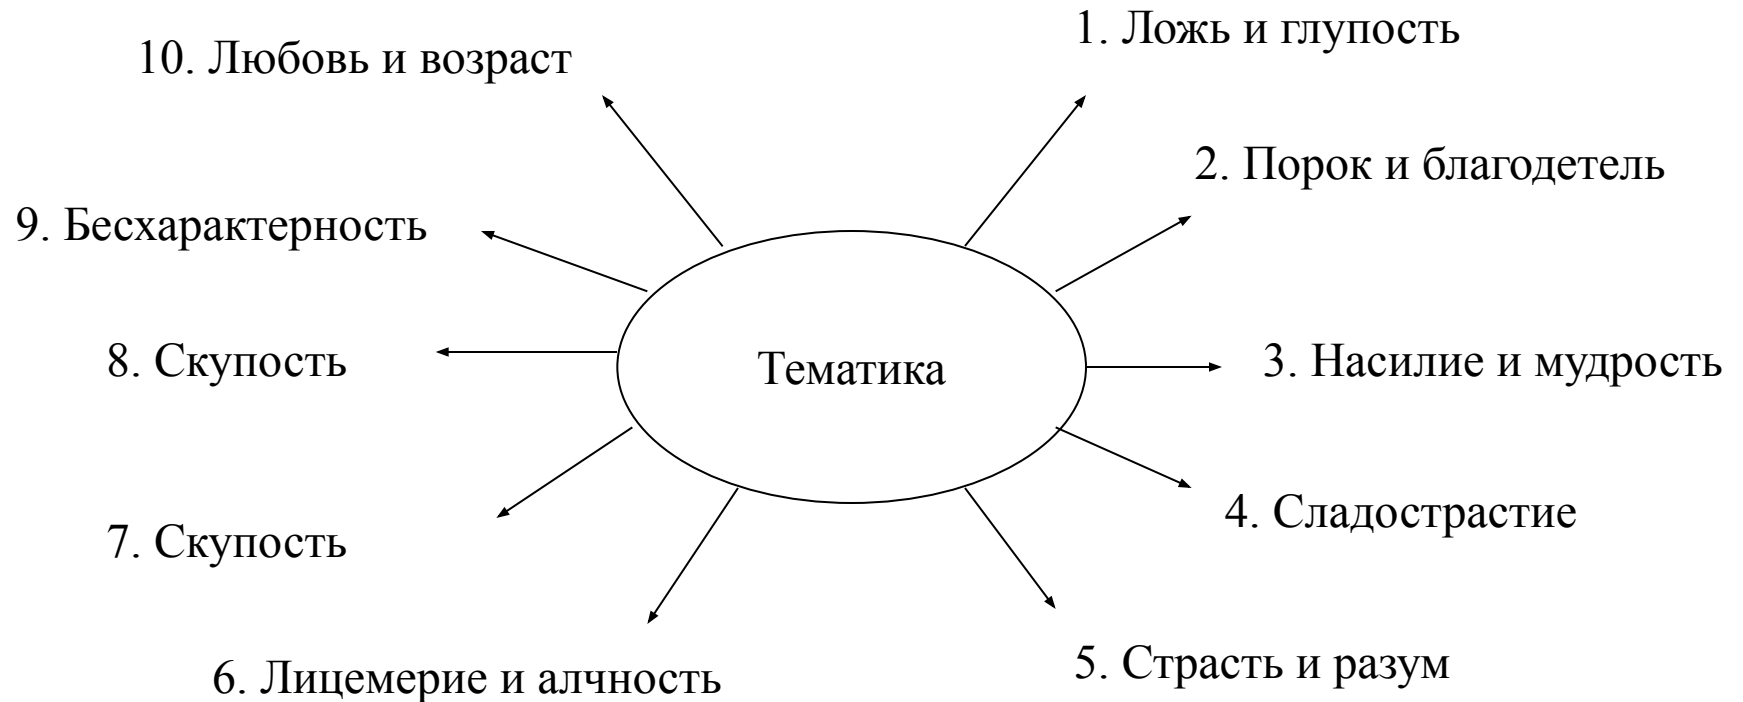 1. Ложь и глупость
10. Любовь и возраст
2. Порок и благодетель
9. Бесхарактерность
8. Скупость
Тематика
3. Насилие и мудрость
4. Сладострастие
7. Скупость
5. Страсть и разум
6. Лицемерие и алчность